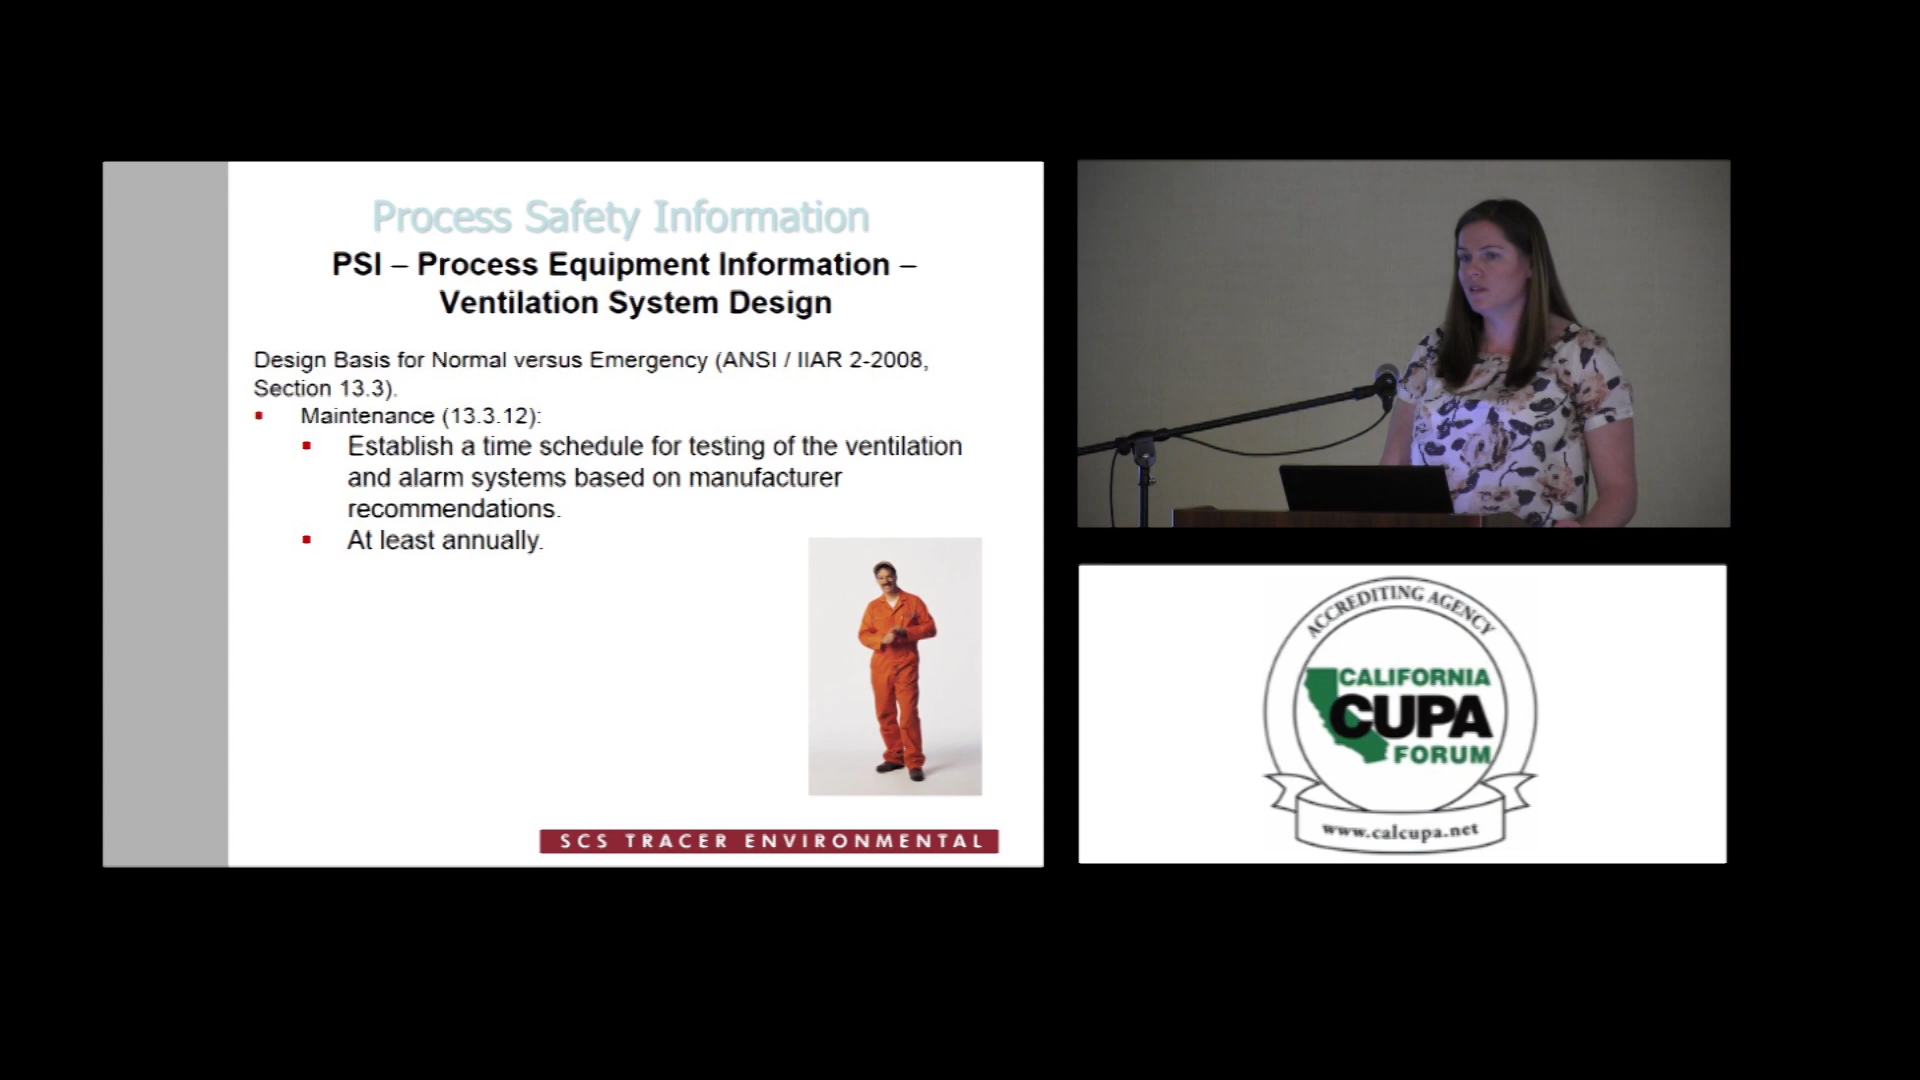 Process Safety Information
PSI – Process Equipment Information –
Ventilation System Design
Design Basis for Normal versus Emergency (ANSI / IIAR 2-2008,
Section 13.3).
Maintenance (13.3.12):
Establish a time schedule for testing of the ventilation
and alarm systems based on manufacturer
recommendations.
At least annually.
SCS TRACER ENVIRONMENTAL
ACCREDITING AGENCY
CALIFORNIA
CUPA
FORUM
www.calcupa.net